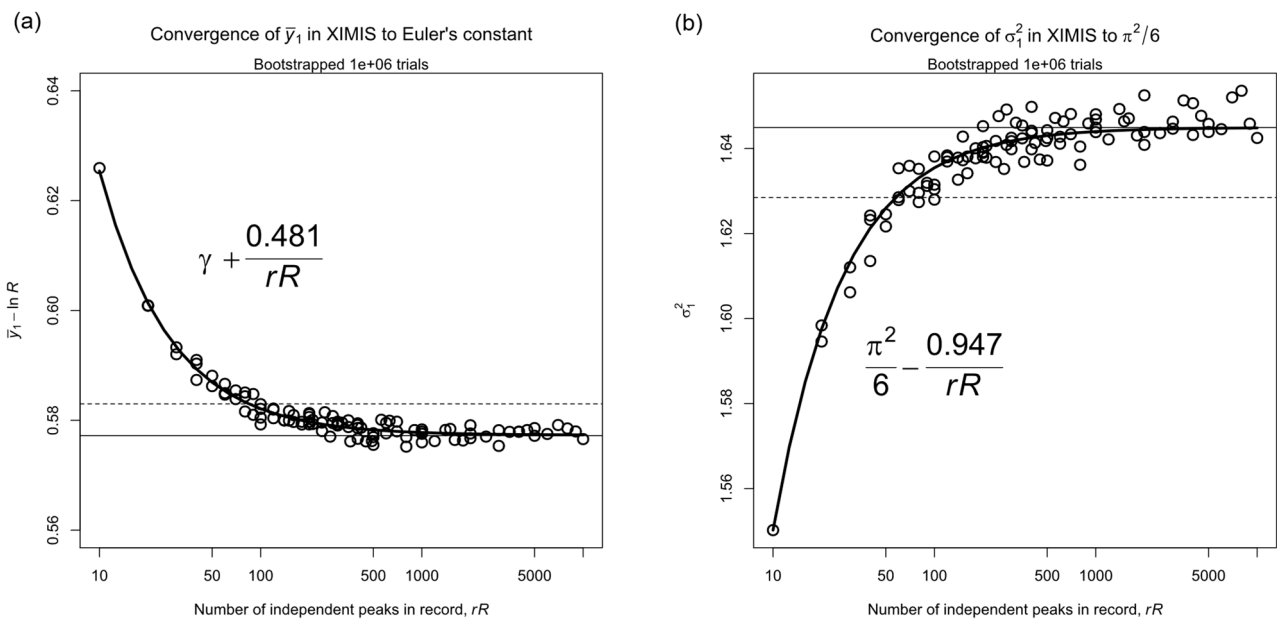 (a)
Convergence of ȳ₁ in XIMIS to Euler's constant
Bootstrapped 1e+06 trials
0.64
0.62
0.60
0.58
0.56
ȳ₁ − ln R
γ + 0.481/rR
10 50 100 500 1000 5000
Number of independent peaks in record, rR
(b)
Convergence of σ₁² in XIMIS to π²/6
Bootstrapped 1e+06 trials
1.64
1.62
1.60
1.58
1.56
σ₁²
π²/6 − 0.947/rR
10 50 100 500 1000 5000
Number of independent peaks in record, rR